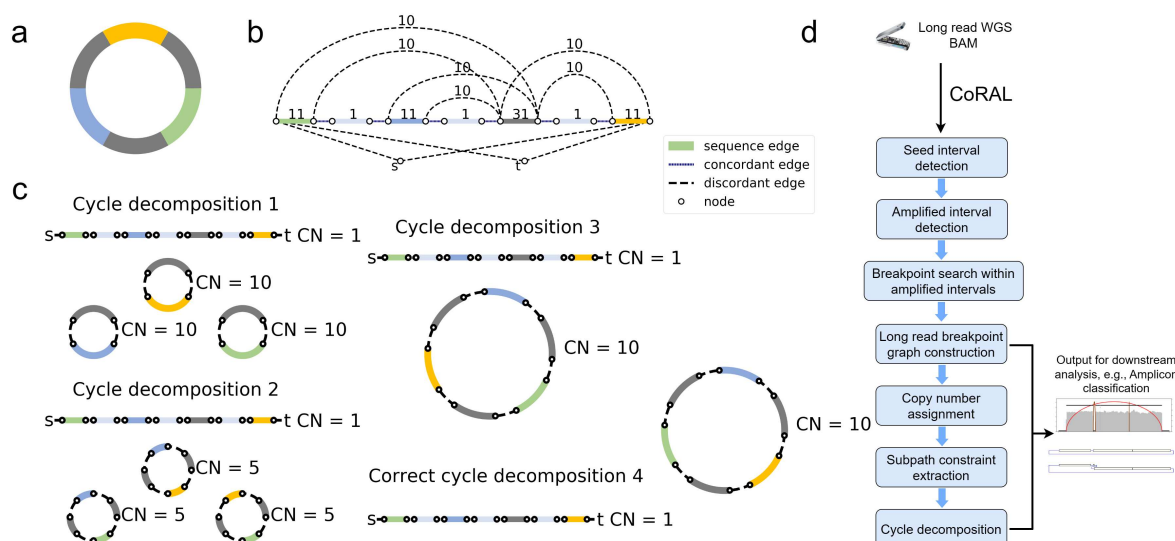 a
b
10
10
10
10
10
10
11
1
11
1
31
1
11
s
t
sequence edge
concordant edge
discordant edge
node
c
Cycle decomposition 1
s
t CN = 1
CN = 10
CN = 10
CN = 10
Cycle decomposition 2
s
t CN = 1
CN = 5
CN = 5
CN = 5
Cycle decomposition 3
s
t CN = 1
CN = 10
Correct cycle decomposition 4
s
t CN = 1
CN = 10
d
Long read WGS
BAM
CoRAL
Seed interval
detection
Amplified interval
detection
Breakpoint search within
amplified intervals
Long read breakpoint
graph construction
Copy number
assignment
Subpath constraint
extraction
Cycle decomposition
Output for downstream
analysis, e.g., Amplicon
classification